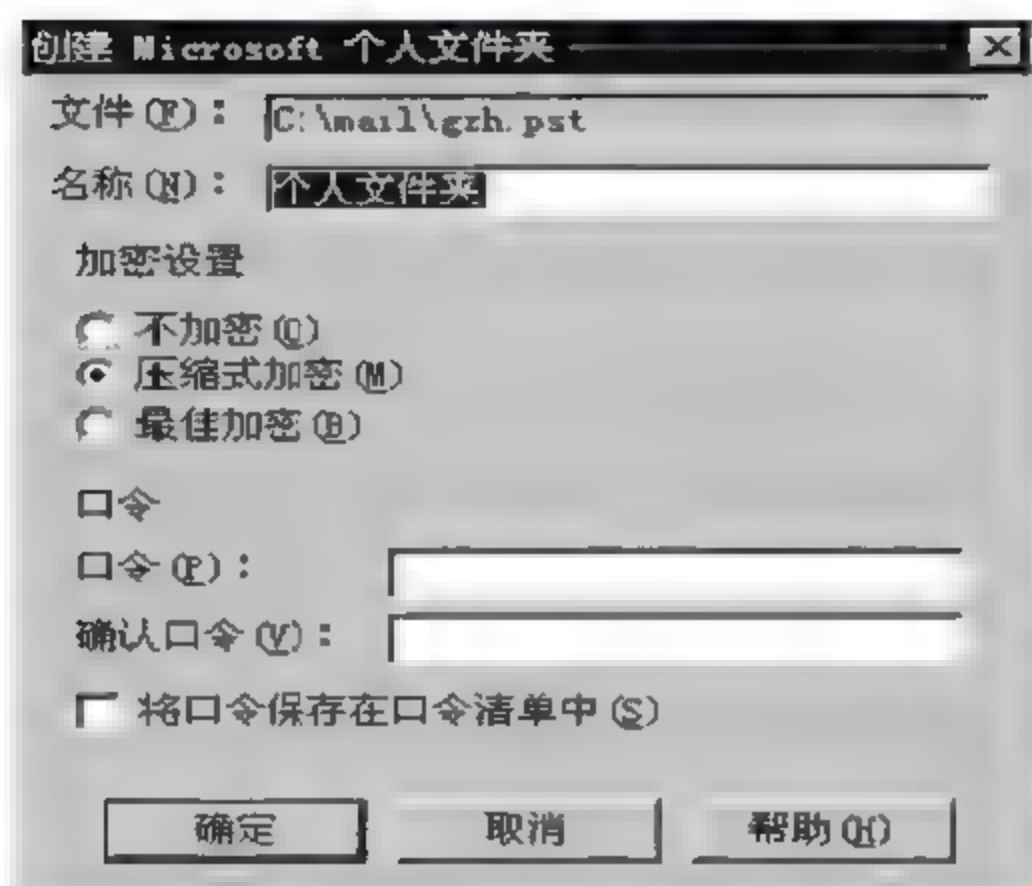 创建 Microsoft 个人文件夹
文件(F): C:\mail\gzh.pst
名称(N): 个人文件夹
加密设置
不加密(Q)
压缩式加密(M)
最佳加密(B)
口令
口令(P):
确认口令(V):
将口令保存在口令清单中(S)
确定 取消 帮助(H)